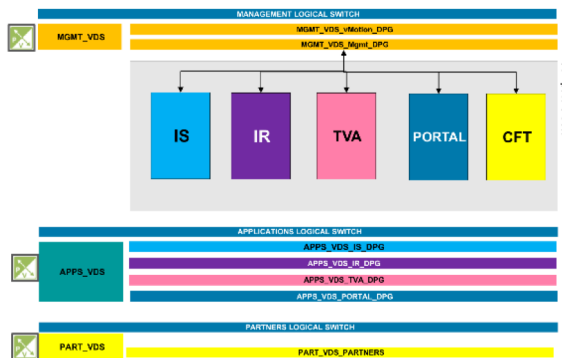 MANAGEMENT LOGICAL SWITCH
MGMT_VDS
MGMT_VDS_vMotion_DPG
MGMT_VDS_Mgmt_DPG
IS
IR
TVA
PORTAL
CFT
APPLICATIONS LOGICAL SWITCH
APPS_VDS
APPS_VDS_IS_DPG
APPS_VDS_IR_DPG
APPS_VDS_TVA_DPG
APPS_VDS_PORTAL_DPG
PARTNERS LOGICAL SWITCH
PART_VDS
PART_VDS_PARTNERS